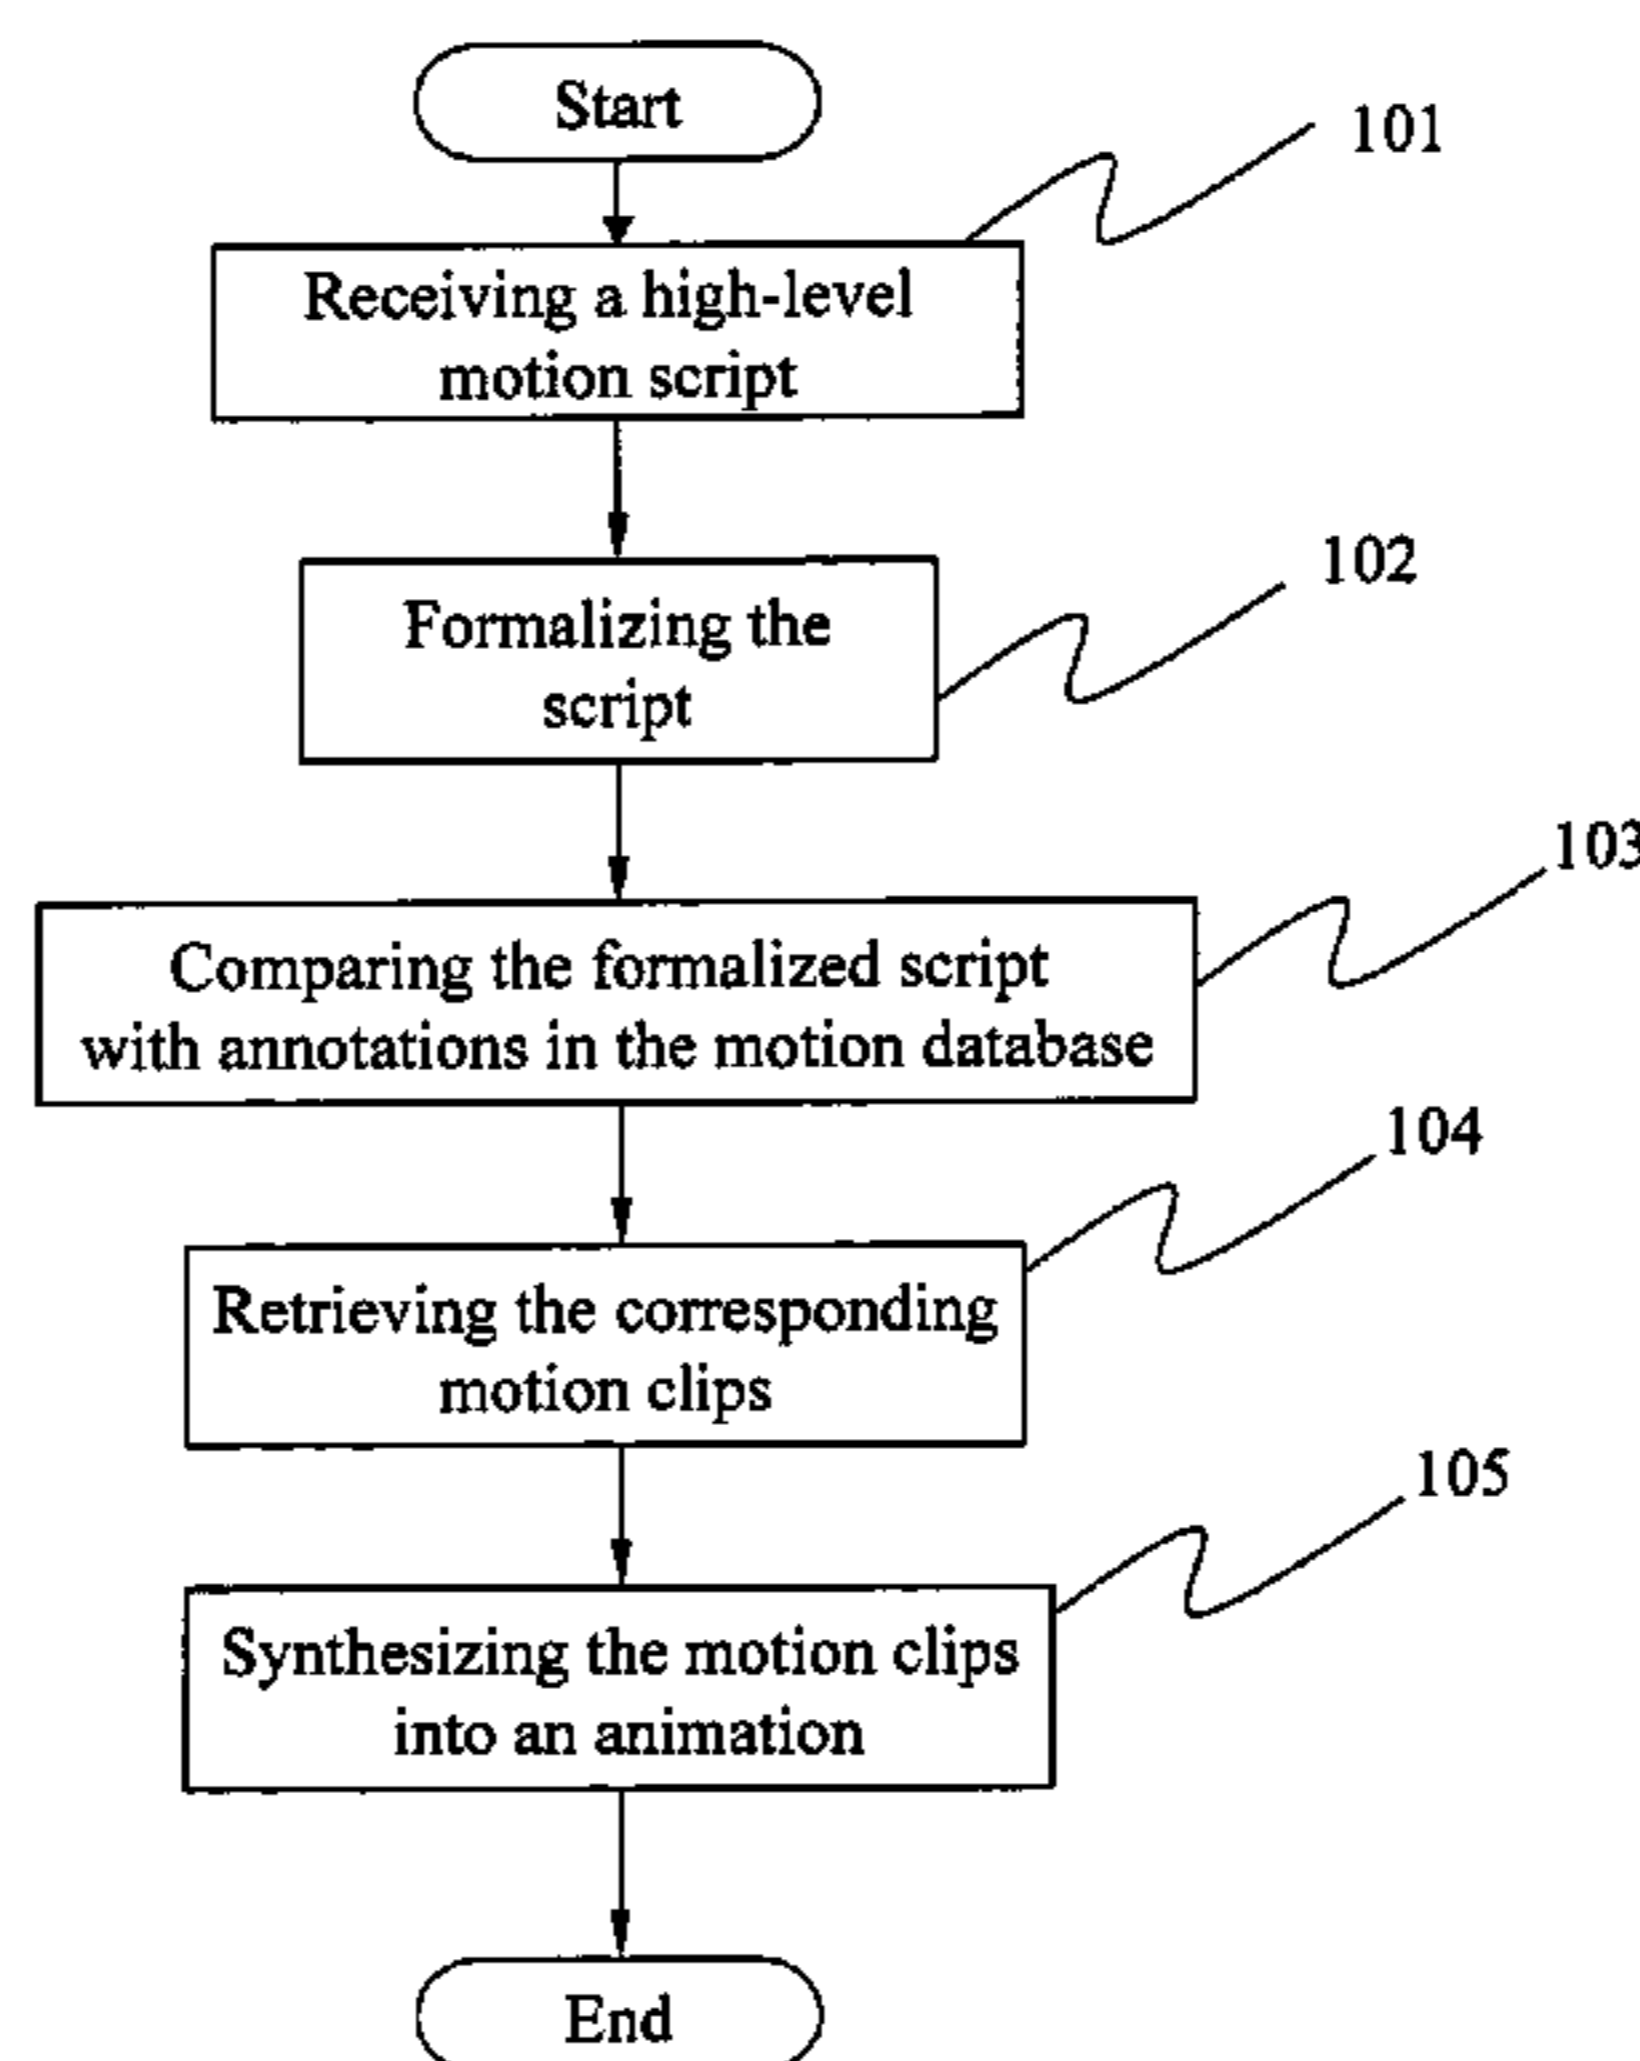 Start
101
Receiving a high-level
motion script
102
Formalizing the
script
103
Comparing the formalized script
with annotations in the motion database
104
Retrieving the corresponding
motion clips
105
Synthesizing the motion clips
into an animation
End